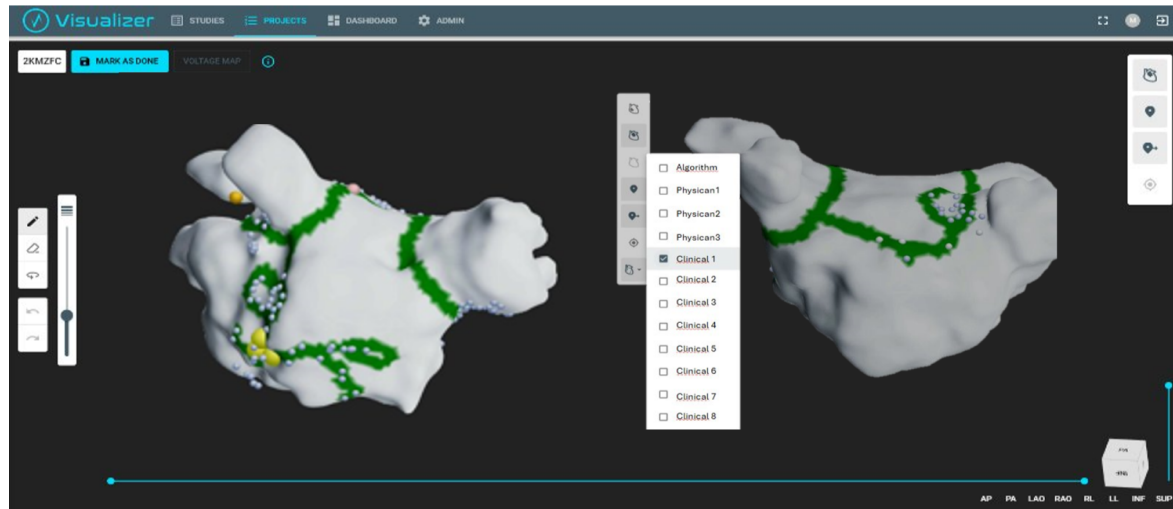 Visualizer STUDIES PROJECTS DASHBOARD ADMIN M
2KMZFC MARK AS DONE VOLTAGE MAP
Algorithm
Physican1
Physican2
Physican3
Clinical 1
Clinical 2
Clinical 3
Clinical 4
Clinical 5
Clinical 6
Clinical 7
Clinical 8
AP PA LAO RAO RL LL INF SUP